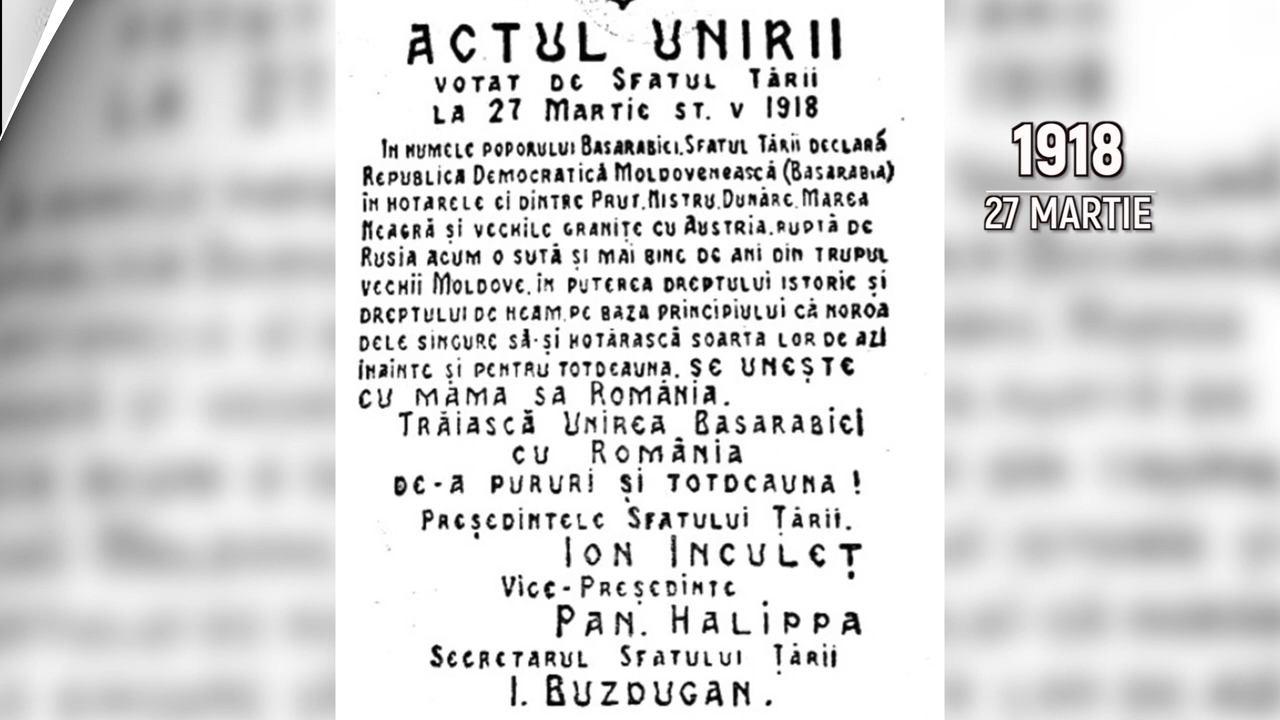 ACTUL UNIRII
VOTAT DE SFATUL ȚĂRII
LA 27 MARTIE ST. V 1918
ÎN NUMELE POPORULUI BASARABIEI, SFATUL ȚĂRII DECLARĂ
REPUBLICA DEMOCRATICĂ MOLDOVENEASCĂ (BASARABIA)
ÎN HOTARELE EI DINTRE PRUT, NISTRU, DUNĂRE, MAREA
NEAGRĂ ȘI VECHILE GRANIȚE CU AUSTRIA, RUPTĂ DE
RUSIA ACUM O SUTĂ ȘI MAI BINE DE ANI DIN TRUPUL
VECHII MOLDOVE, ÎN PUTEREA DREPTULUI ISTORIC ȘI
DREPTULUI DE NEAM, PE BAZA PRINCIPIULUI CĂ NOROA
DELE SINGURE SĂ-ȘI HOTĂRASCĂ SOARTA LOR DE AZI
ÎNAINTE ȘI PENTRU TOTDEAUNA, SE UNEȘTE
CU MAMA SA ROMÂNIA.
TRĂIASCĂ UNIREA BASARABIEI
CU ROMÂNIA
DE-A PURURI ȘI TOTDEAUNA !
PREȘEDINTELE SFATULUI ȚĂRII,
ION INCULEȚ
VICE-PREȘEDINTE
PAN. HALIPPA
SECRETARUL SFATULUI ȚĂRII
I. BUZDUGAN.
1918
27 MARTIE